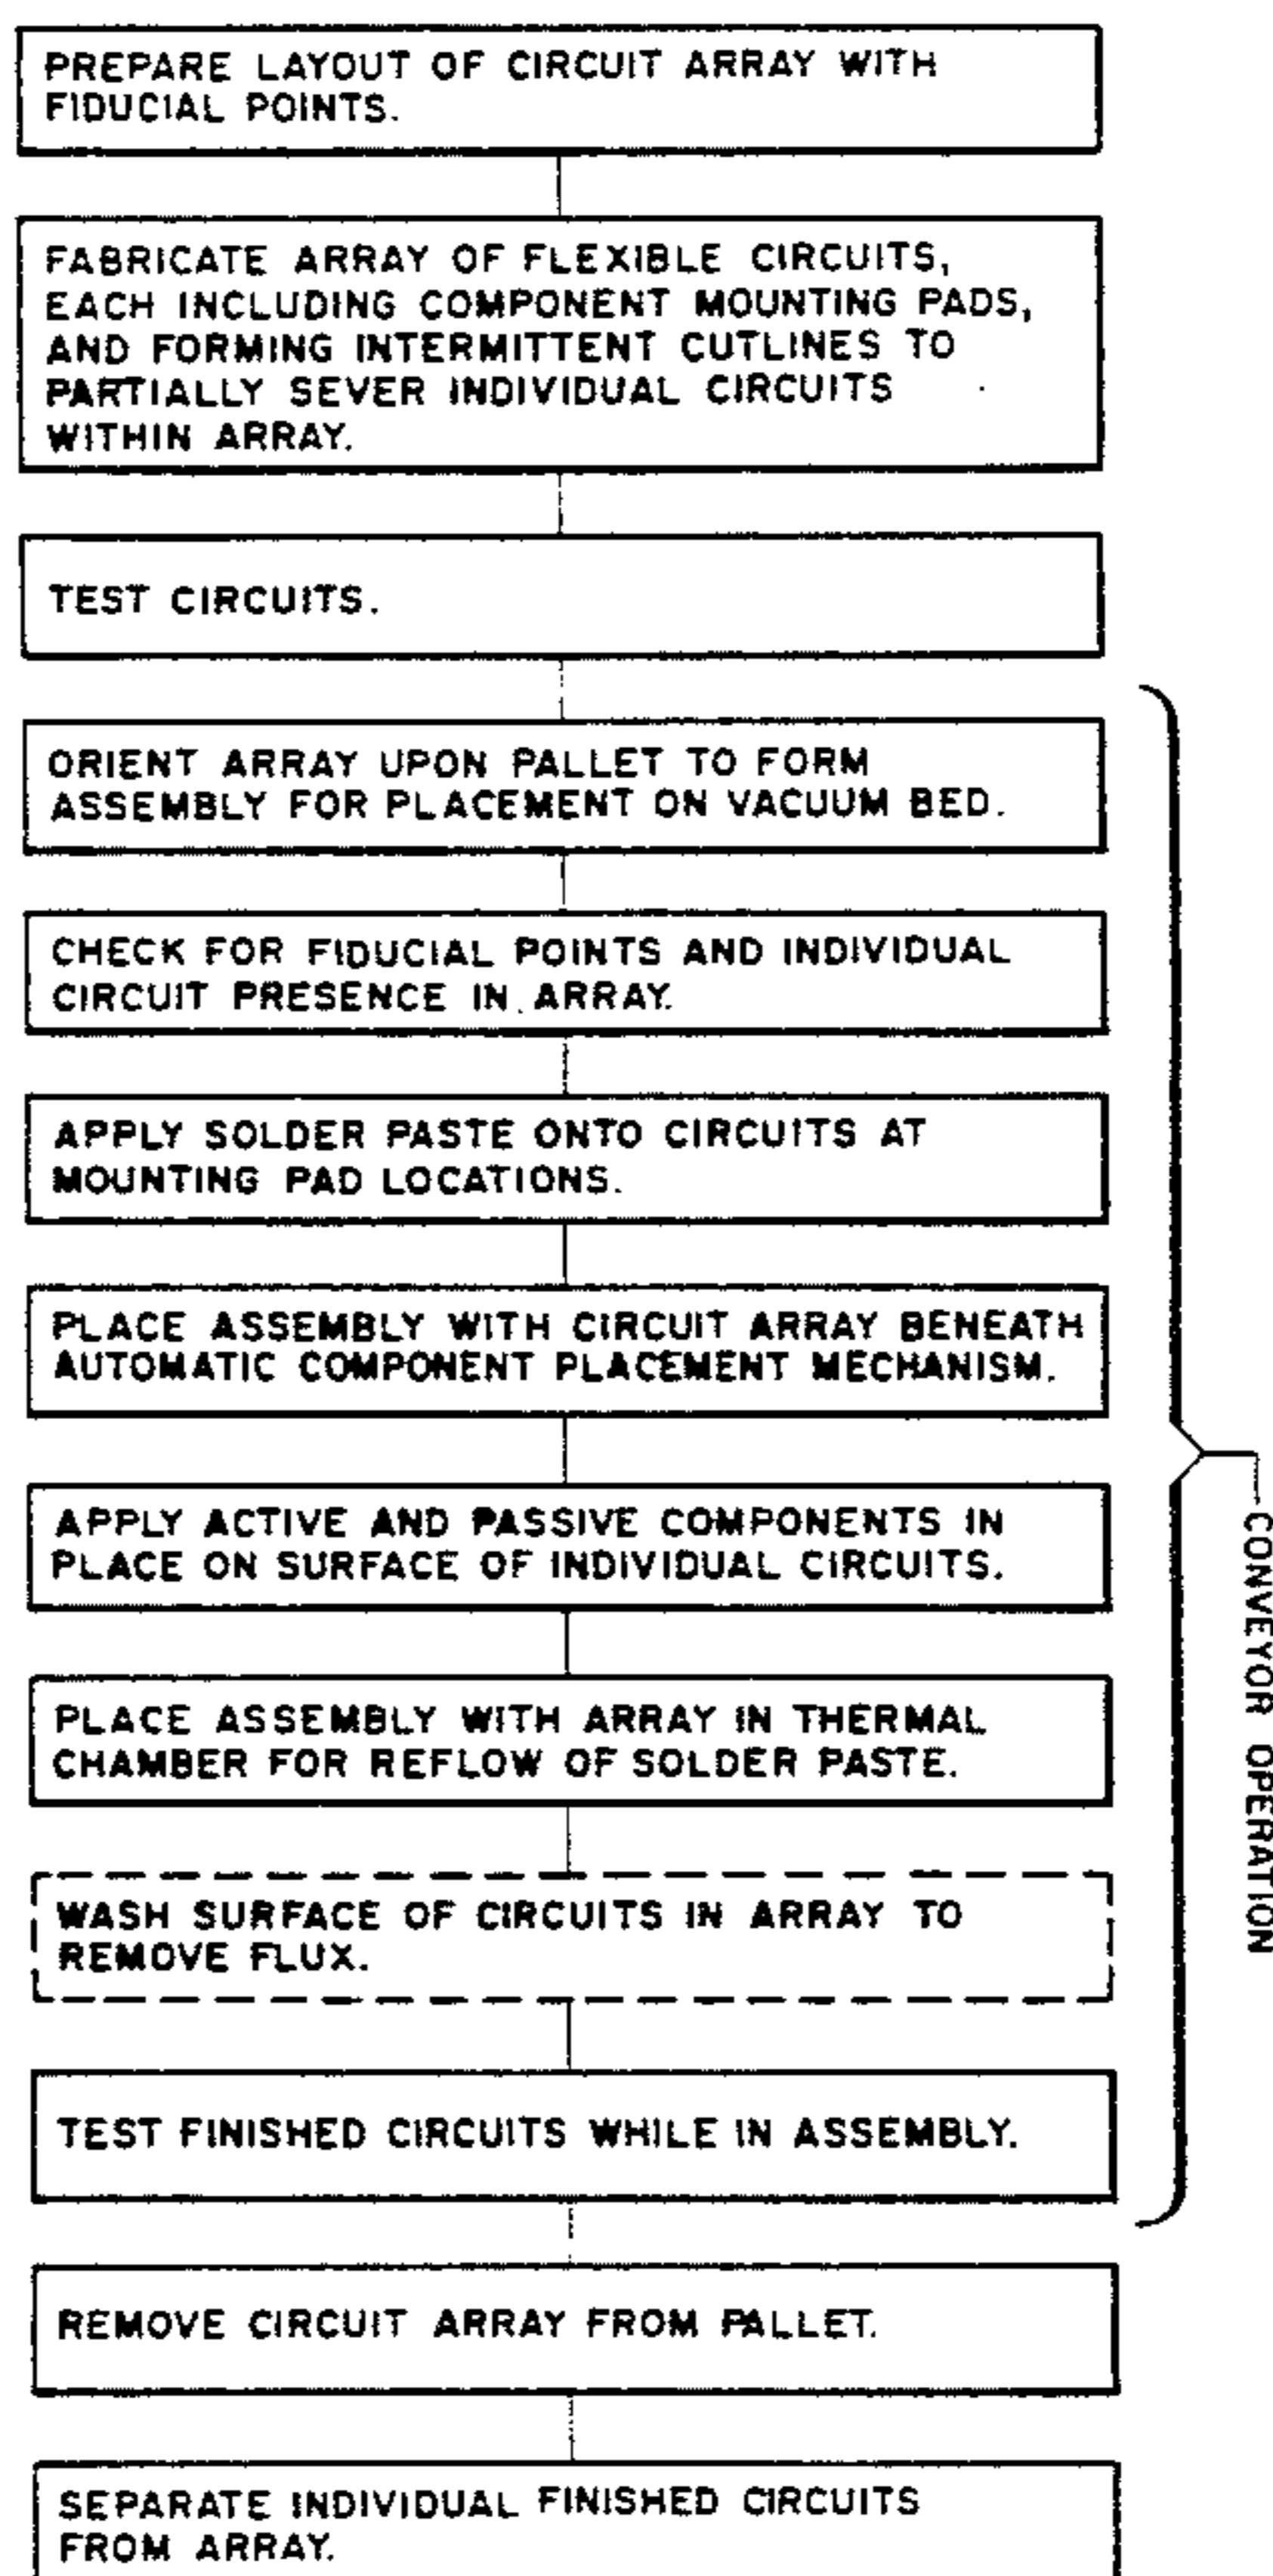 PREPARE LAYOUT OF CIRCUIT ARRAY WITH
FIDUCIAL POINTS.
FABRICATE ARRAY OF FLEXIBLE CIRCUITS,
EACH INCLUDING COMPONENT MOUNTING PADS,
AND FORMING INTERMITTENT CUTLINES TO
PARTIALLY SEVER INDIVIDUAL CIRCUITS
WITHIN ARRAY.
TEST CIRCUITS.
ORIENT ARRAY UPON PALLET TO FORM
ASSEMBLY FOR PLACEMENT ON VACUUM BED.
CHECK FOR FIDUCIAL POINTS AND INDIVIDUAL
CIRCUIT PRESENCE IN ARRAY.
APPLY SOLDER PASTE ONTO CIRCUITS AT
MOUNTING PAD LOCATIONS.
PLACE ASSEMBLY WITH CIRCUIT ARRAY BENEATH
AUTOMATIC COMPONENT PLACEMENT MECHANISM.
APPLY ACTIVE AND PASSIVE COMPONENTS IN
PLACE ON SURFACE OF INDIVIDUAL CIRCUITS.
PLACE ASSEMBLY WITH ARRAY IN THERMAL
CHAMBER FOR REFLOW OF SOLDER PASTE.
WASH SURFACE OF CIRCUITS IN ARRAY TO
REMOVE FLUX.
TEST FINISHED CIRCUITS WHILE IN ASSEMBLY.
REMOVE CIRCUIT ARRAY FROM PALLET.
SEPARATE INDIVIDUAL FINISHED CIRCUITS
FROM ARRAY.
CONVEYOR OPERATION